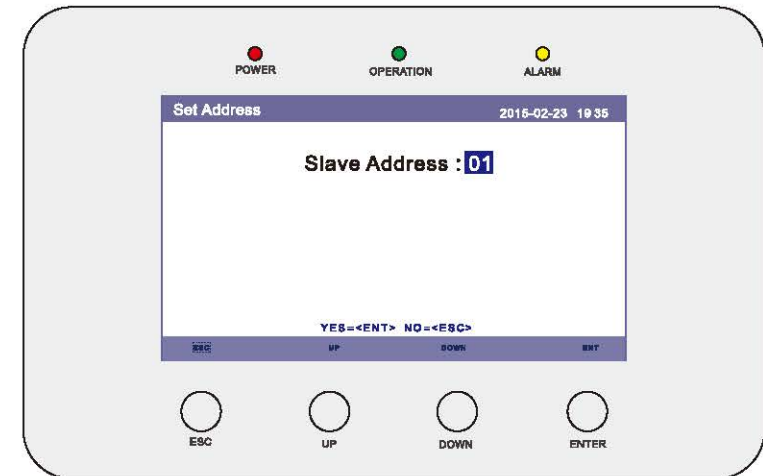 POWER OPERATION ALARM
Set Address 2015-02-23 19 35
Slave Address : 01
YES=<ENT> NO=<ESC>
ESC UP DOWN ENT
ESC UP DOWN ENTER